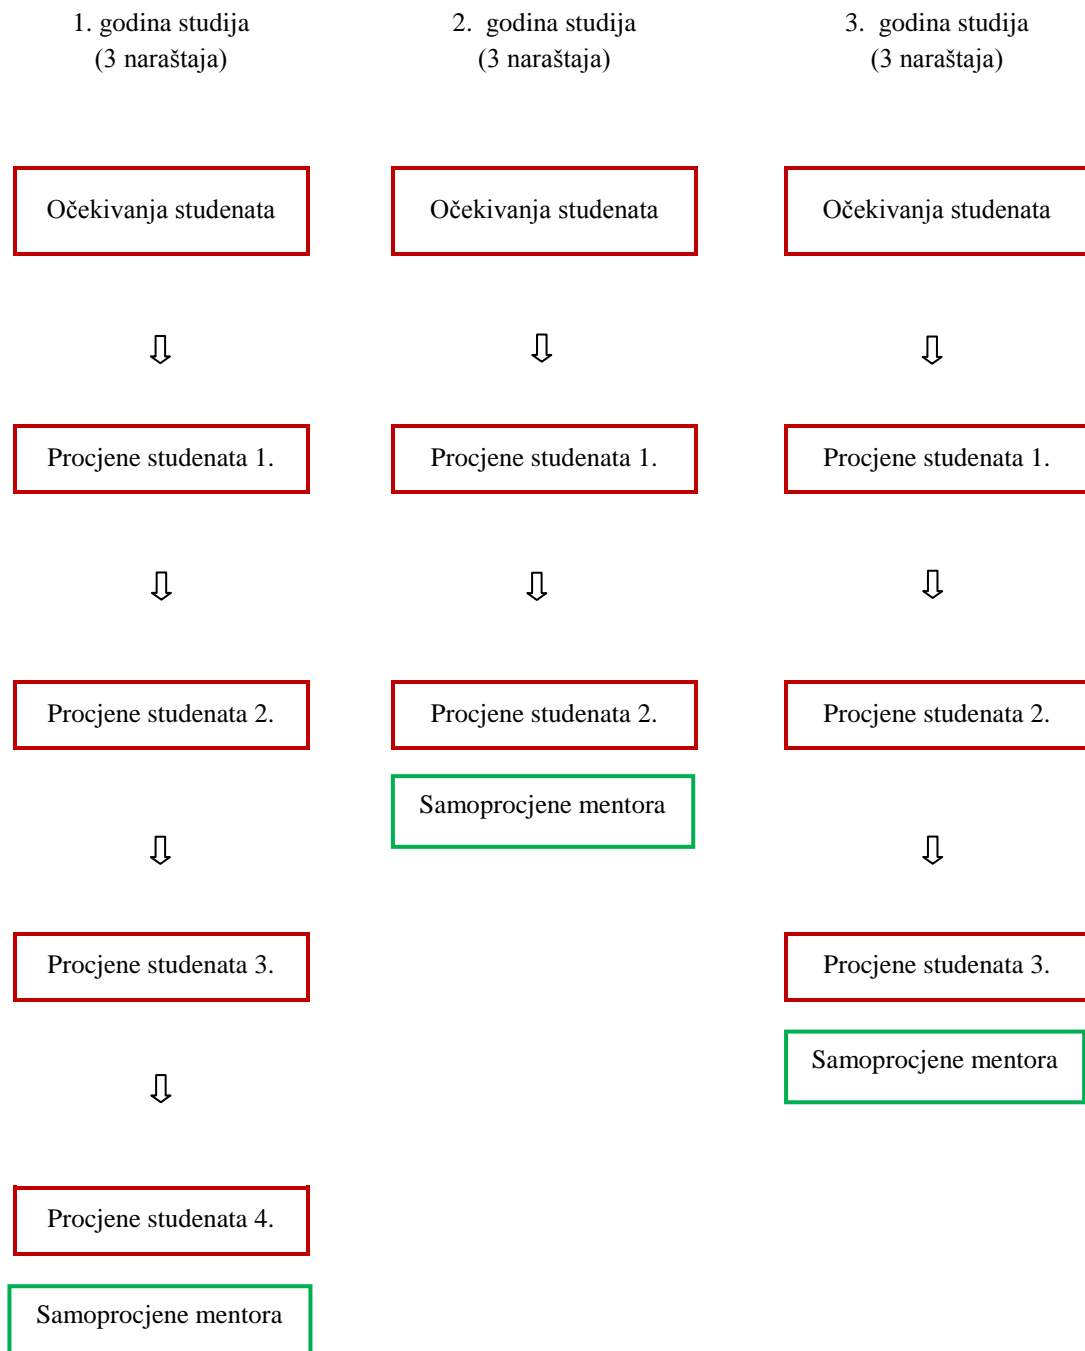 1. godina studija
(3 naraštaja)
2. godina studija
(3 naraštaja)
3. godina studija
(3 naraštaja)
Očekivanja studenata
Očekivanja studenata
Očekivanja studenata
Procjene studenata 1.
Procjene studenata 1.
Procjene studenata 1.
Procjene studenata 2.
Procjene studenata 2.
Procjene studenata 2.
Samoprocjene mentora
Procjene studenata 3.
Procjene studenata 3.
Samoprocjene mentora
Procjene studenata 4.
Samoprocjene mentora